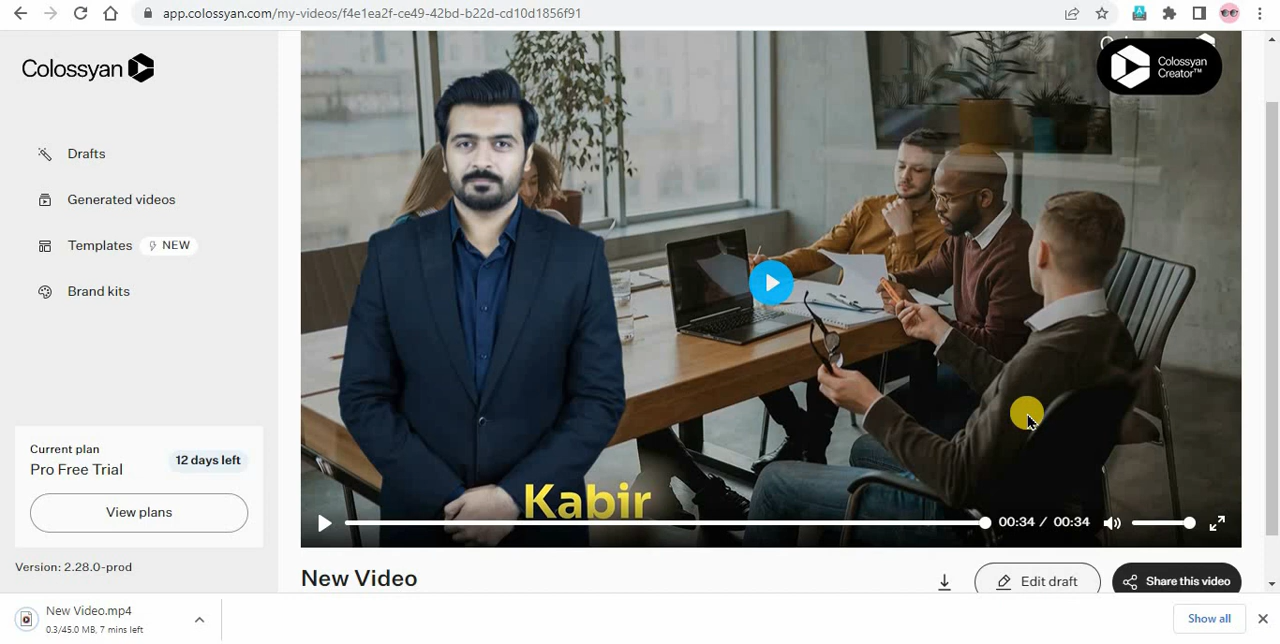 app.colossyan.com/my-videos/f4e1ea2f-ce49-42bd-b22d-cd10d1856f91
Colossyan
Colossyan
Creator™
Drafts
Generated videos
Templates NEW
Brand kits
Current plan
Pro Free Trial
12 days left
View plans
Version: 2.28.0-prod
Kabir
00:34 / 00:34
New Video
Edit draft
Share this video
New Video.mp4
0.3/45.0 MB, 7 mins left
Show all